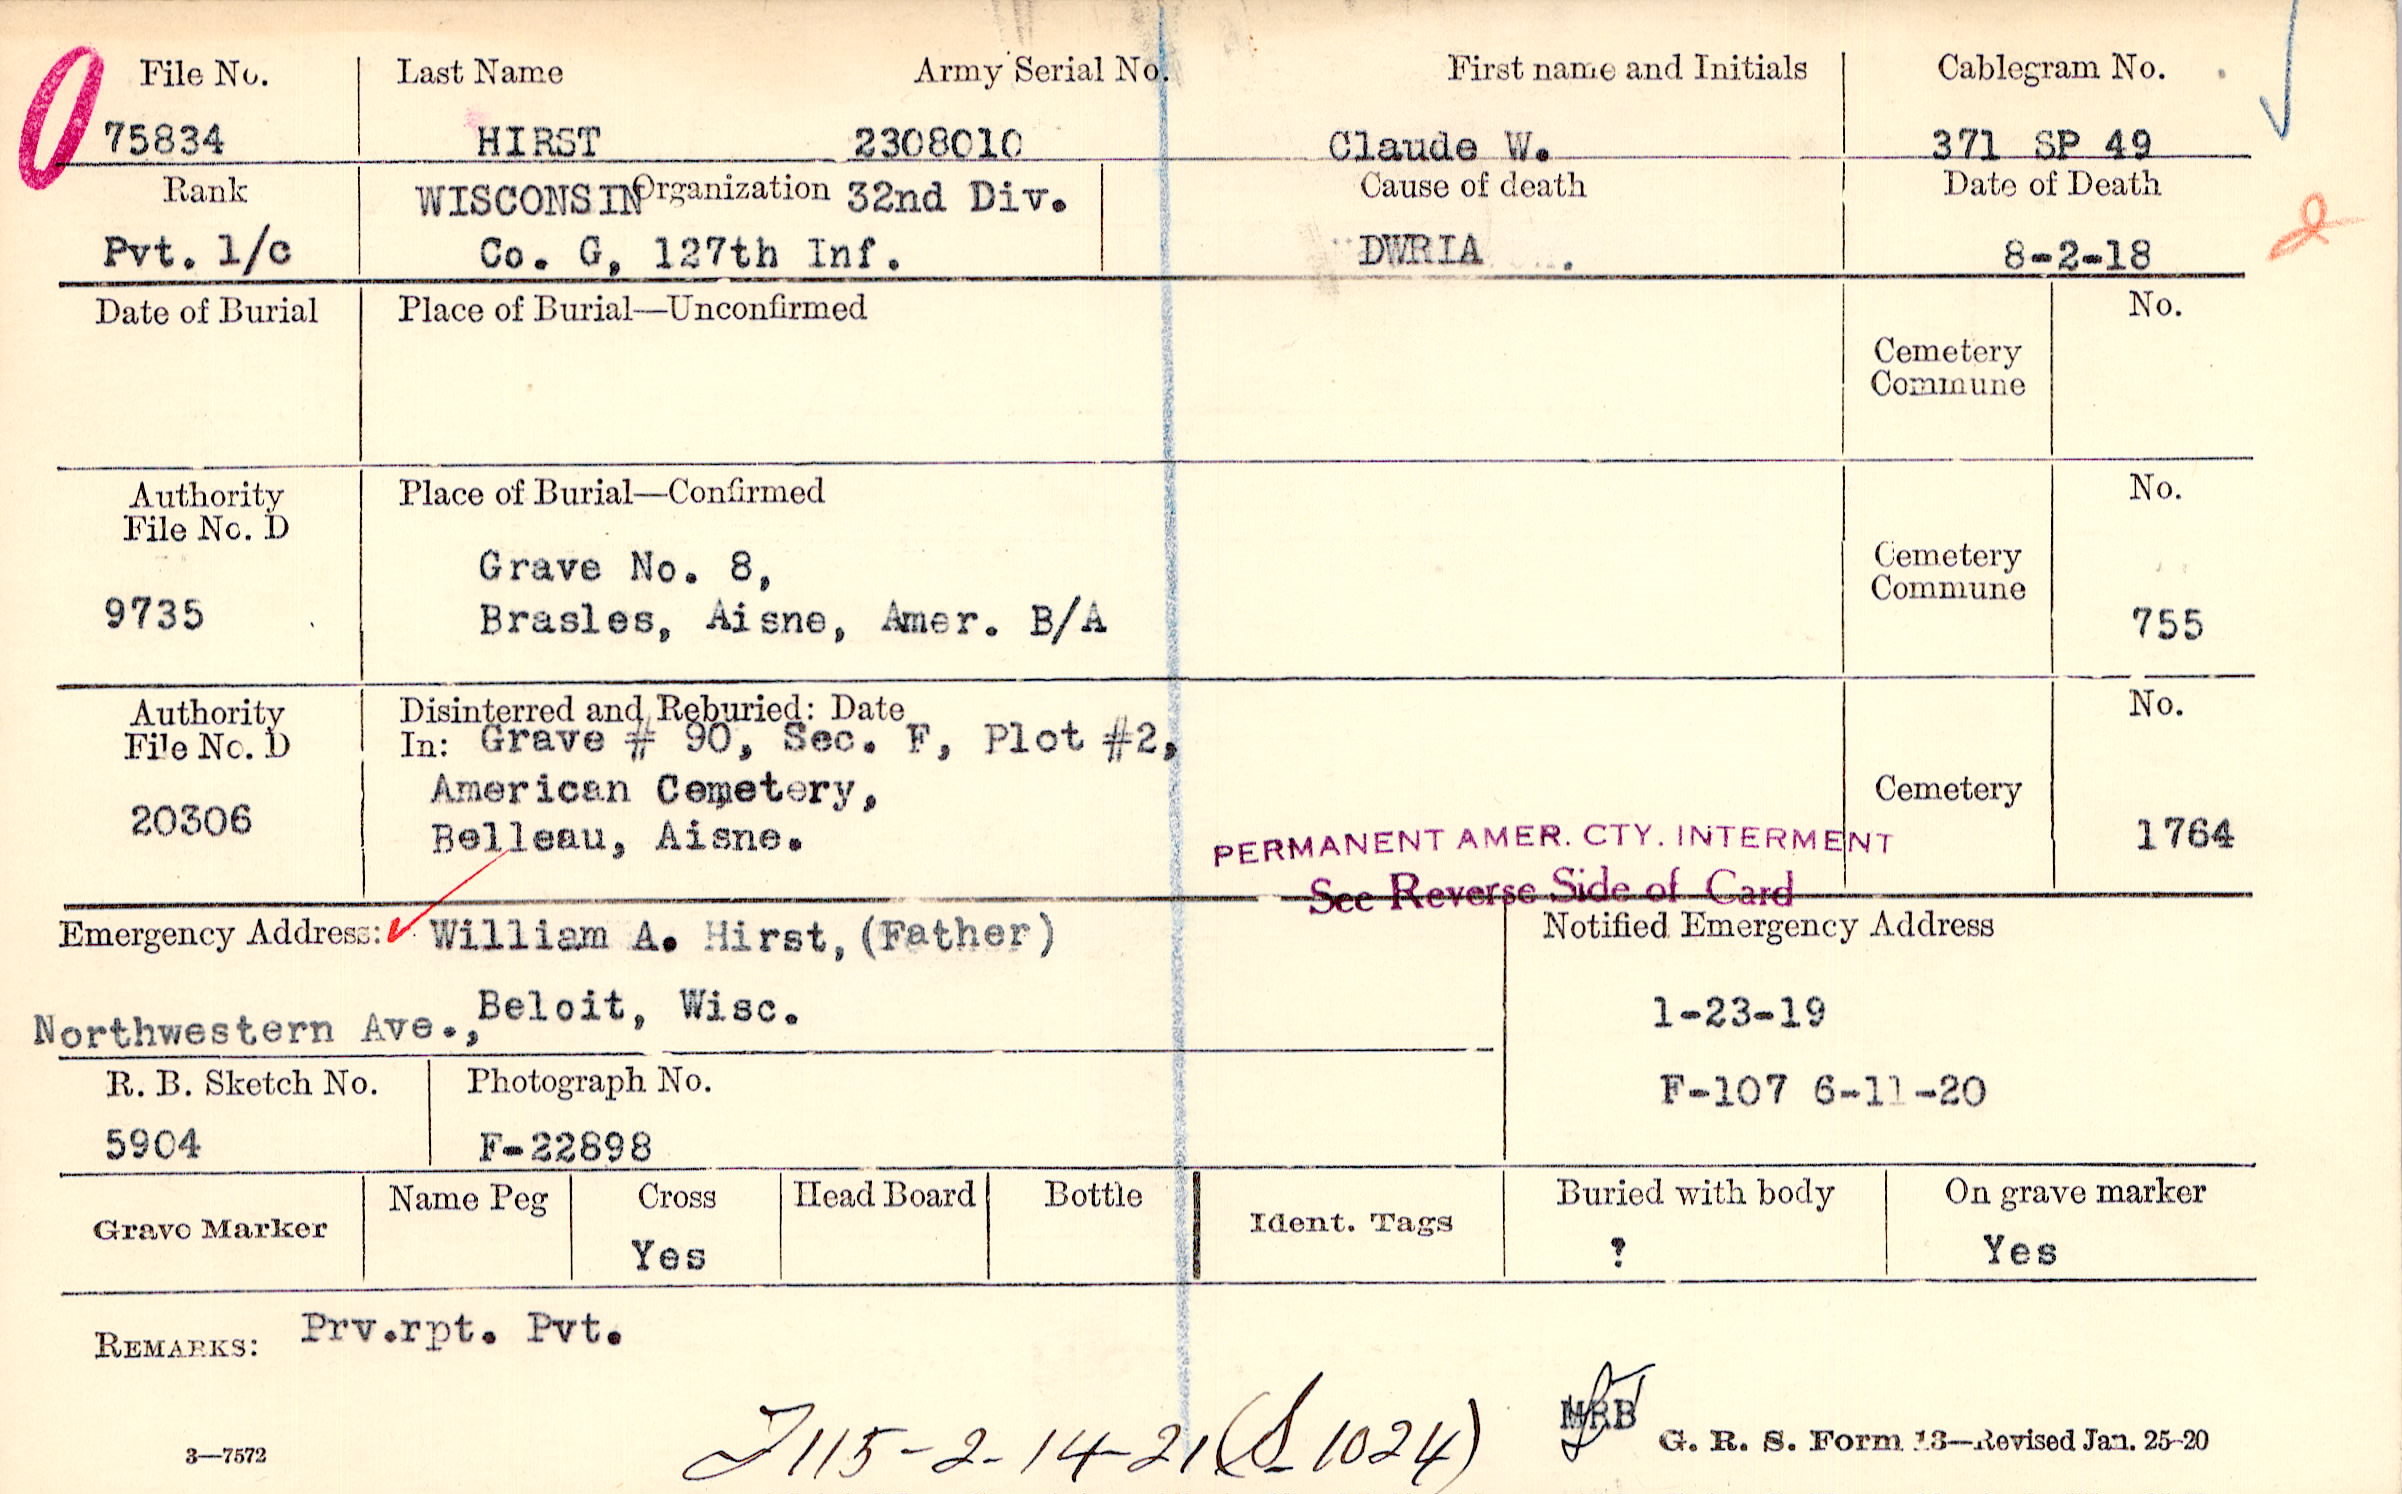 File No. Last Name Army Serial No. First name and Initials Cablegram No.
75834 HIRST 2308010 Claude W. 371 SP 49
Rank WISCONSIN Organization 32nd Div. Cause of death Date of Death
Pvt. 1/c Co. G, 127th Inf. DWRIA . 8-2-18
Date of Burial Place of Burial—Unconfirmed No.
Cemetery
Commune
Authority Place of Burial—Confirmed No.
File No. D
Grave No. 8, Cemetery
Commune
9735 Brasles, Aisne, Amer. B/A 755
Authority Disinterred and Reburied: Date No.
File No. D In: Grave # 90, Sec. F, Plot #2,
American Cemetery, Cemetery
20306 Belleau, Aisne. 1764
PERMANENT AMER. CTY. INTERMENT
See Reverse Side of Card
Emergency Address: William A. Hirst, (Father) Notified Emergency Address
Northwestern Ave., Beloit, Wisc. 1-23-19
R. B. Sketch No. Photograph No. F-107 6-11-20
5904 F-22898
Grave Marker Name Peg Cross Head Board Bottle Ident. Tags Buried with body On grave marker
Yes ? Yes
REMARKS: Prv.rpt. Pvt.
3—7572 115-2-14-21 (S 1024) MRB G. R. S. Form 13—Revised Jan. 25-20